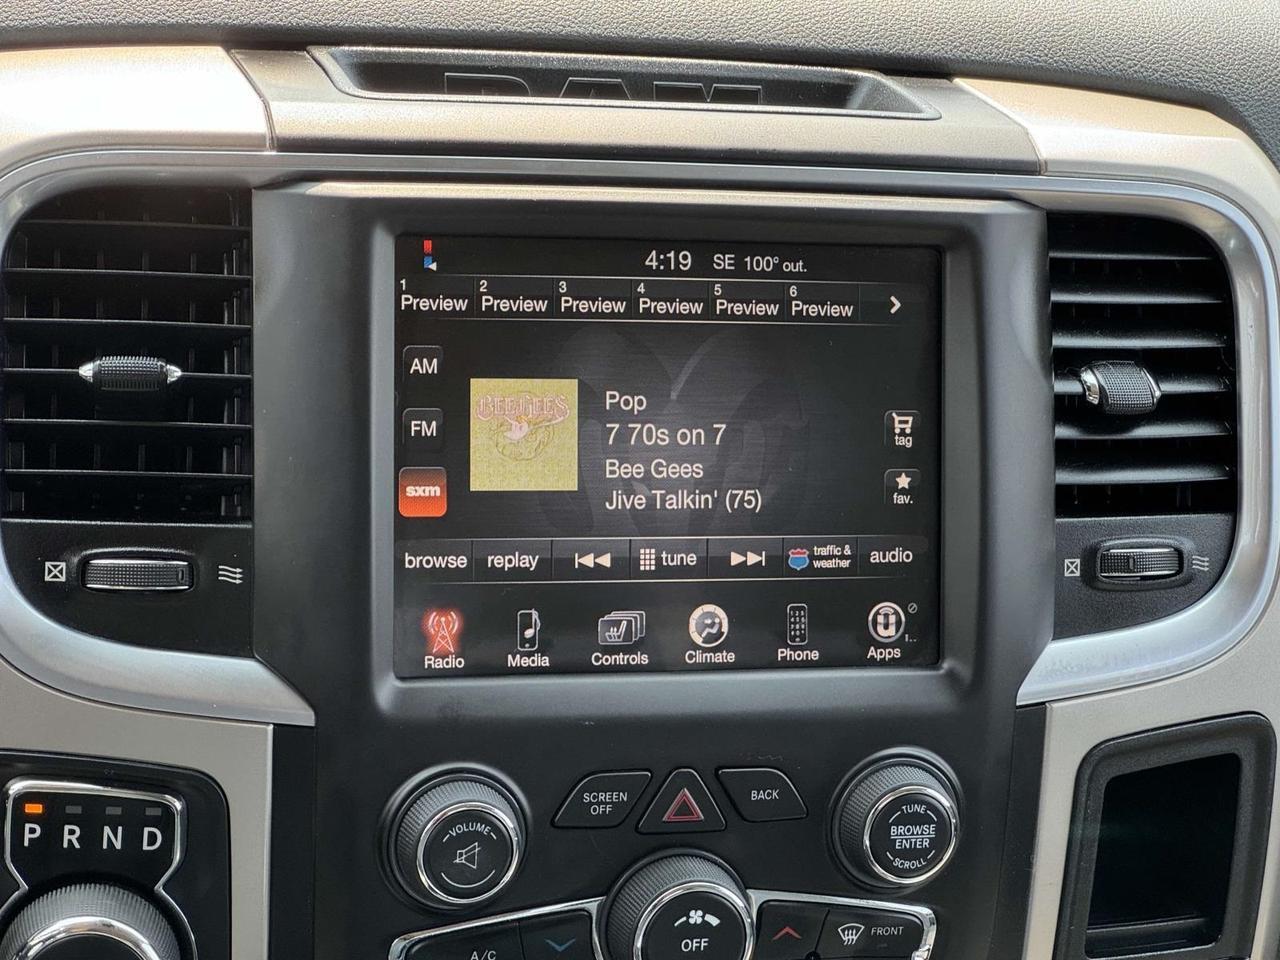 RAM
4:19 SE 100° out.
1 2 3 4 5 6
Preview Preview Preview Preview Preview Preview
AM
FM
sxm
BEE GEES
Pop
7 70s on 7
Bee Gees
Jive Talkin' (75)
tag
fav.
browse replay tune traffic & weather audio
Radio Media Controls Climate Phone Apps
P R N D
VOLUME
SCREEN OFF
BACK
TUNE
BROWSE
ENTER
SCROLL
A/C
OFF
FRONT